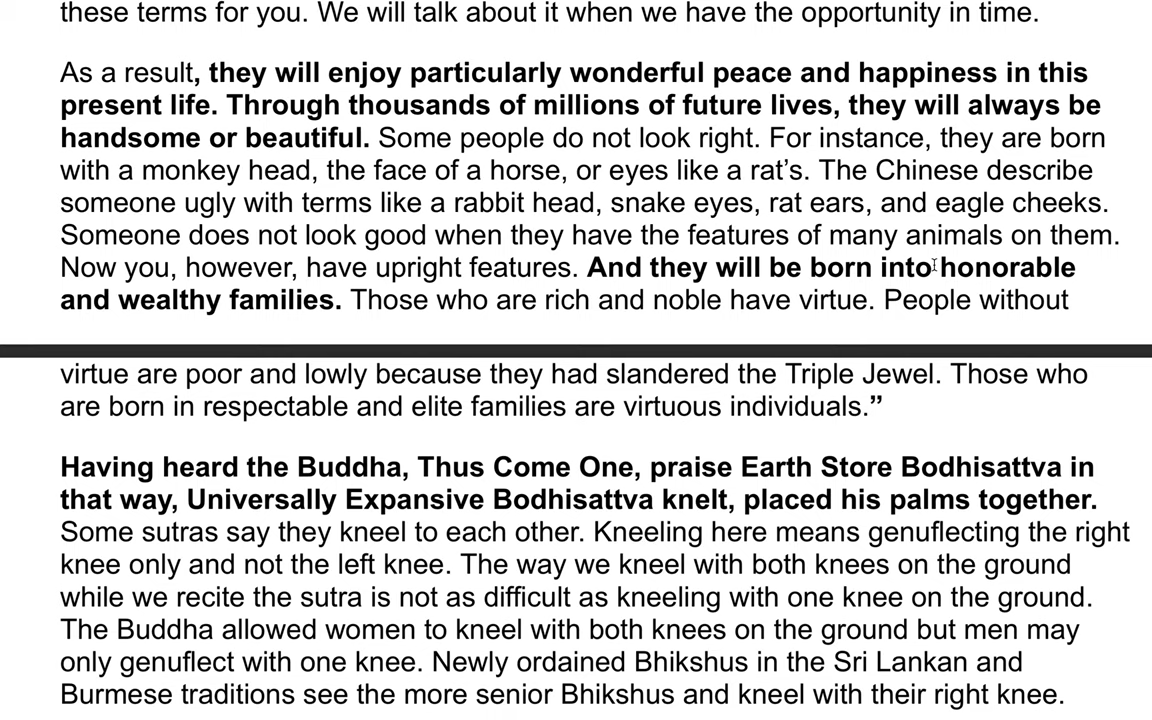 these terms for you. We will talk about it when we have the opportunity in time.
As a result, they will enjoy particularly wonderful peace and happiness in this
present life. Through thousands of millions of future lives, they will always be
handsome or beautiful. Some people do not look right. For instance, they are born
with a monkey head, the face of a horse, or eyes like a rat’s. The Chinese describe
someone ugly with terms like a rabbit head, snake eyes, rat ears, and eagle cheeks.
Someone does not look good when they have the features of many animals on them.
Now you, however, have upright features. And they will be born into honorable
and wealthy families. Those who are rich and noble have virtue. People without
virtue are poor and lowly because they had slandered the Triple Jewel. Those who
are born in respectable and elite families are virtuous individuals.”
Having heard the Buddha, Thus Come One, praise Earth Store Bodhisattva in
that way, Universally Expansive Bodhisattva knelt, placed his palms together.
Some sutras say they kneel to each other. Kneeling here means genuflecting the right
knee only and not the left knee. The way we kneel with both knees on the ground
while we recite the sutra is not as difficult as kneeling with one knee on the ground.
The Buddha allowed women to kneel with both knees on the ground but men may
only genuflect with one knee. Newly ordained Bhikshus in the Sri Lankan and
Burmese traditions see the more senior Bhikshus and kneel with their right knee.